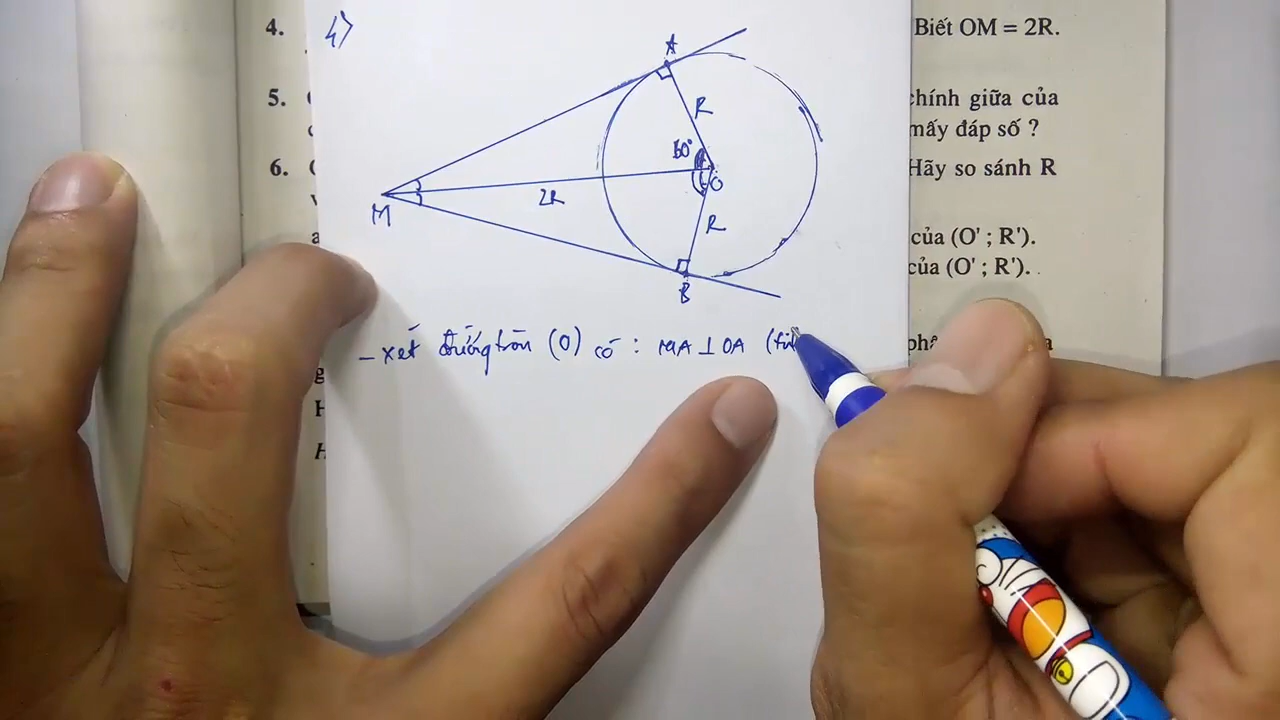 4.
4)
Biết OM = 2R.
5.
chính giữa của
mấy đáp số ?
6.
Hãy so sánh R
của (O' ; R').
của (O' ; R').
A
R
60°
O
2R
M
R
B
- xét đường tròn (O) có : MA ⊥ OA
g
H
H